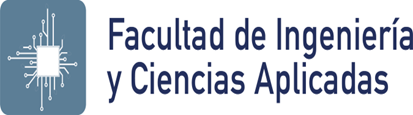 Facultad de Ingeniería
y Ciencias Aplicadas